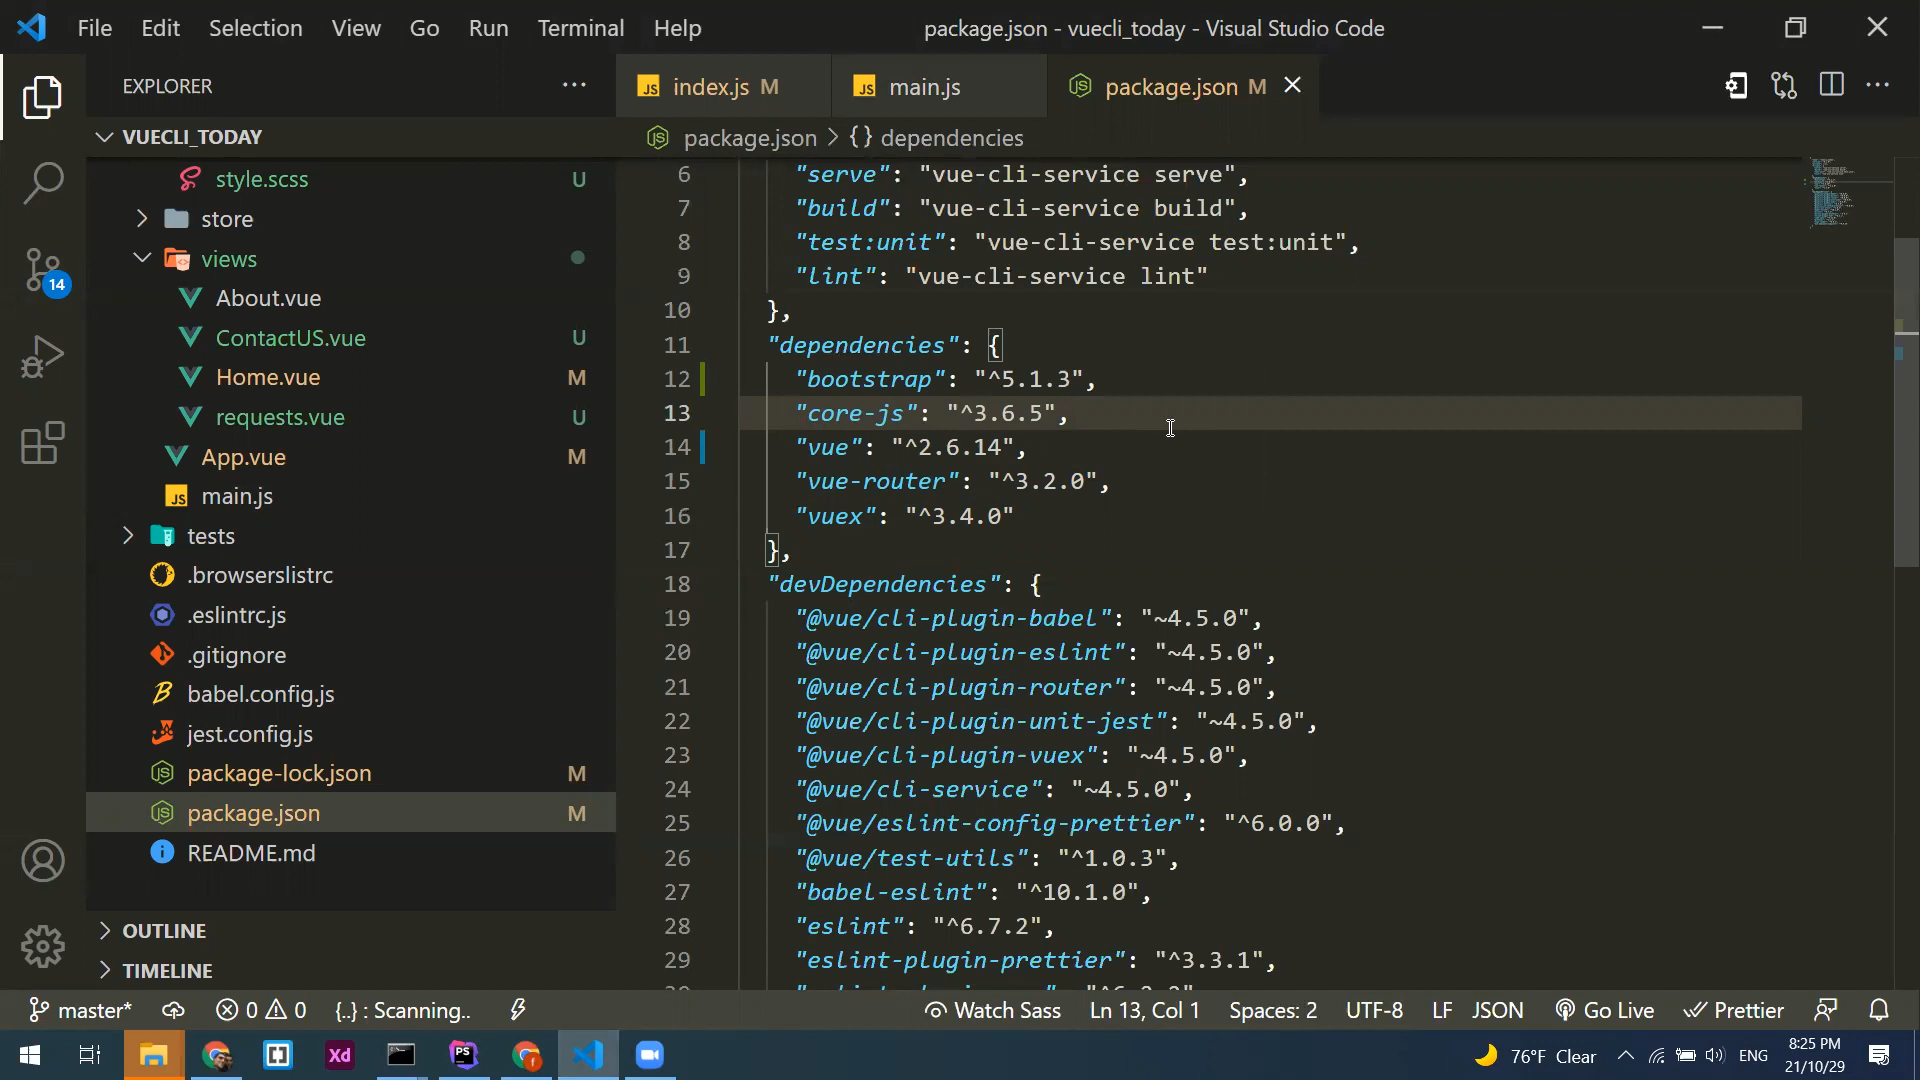 File Edit Selection View Go Run Terminal Help
package.json - vuecli_today - Visual Studio Code
EXPLORER
VUECLI_TODAY
style.scss U
store
views
About.vue
ContactUS.vue U
Home.vue M
requests.vue U
App.vue M
main.js
tests
.browserslistrc
.eslintrc.js
.gitignore
babel.config.js
jest.config.js
package-lock.json M
package.json M
README.md
OUTLINE
TIMELINE
14
JS index.js M
JS main.js
package.json M
package.json > {} dependencies
6 "serve": "vue-cli-service serve",
7 "build": "vue-cli-service build",
8 "test:unit": "vue-cli-service test:unit",
9 "lint": "vue-cli-service lint"
10 },
11 "dependencies": {
12 "bootstrap": "^5.1.3",
13 "core-js": "^3.6.5",
14 "vue": "^2.6.14",
15 "vue-router": "^3.2.0",
16 "vuex": "^3.4.0"
17 },
18 "devDependencies": {
19 "@vue/cli-plugin-babel": "~4.5.0",
20 "@vue/cli-plugin-eslint": "~4.5.0",
21 "@vue/cli-plugin-router": "~4.5.0",
22 "@vue/cli-plugin-unit-jest": "~4.5.0",
23 "@vue/cli-plugin-vuex": "~4.5.0",
24 "@vue/cli-service": "~4.5.0",
25 "@vue/eslint-config-prettier": "^6.0.0",
26 "@vue/test-utils": "^1.0.3",
27 "babel-eslint": "^10.1.0",
28 "eslint": "^6.7.2",
29 "eslint-plugin-prettier": "^3.3.1",
master* 0 0 {..} : Scanning.. Watch Sass Ln 13, Col 1 Spaces: 2 UTF-8 LF JSON Go Live Prettier
Xd PS 76°F Clear ENG 8:25 PM
21/10/29